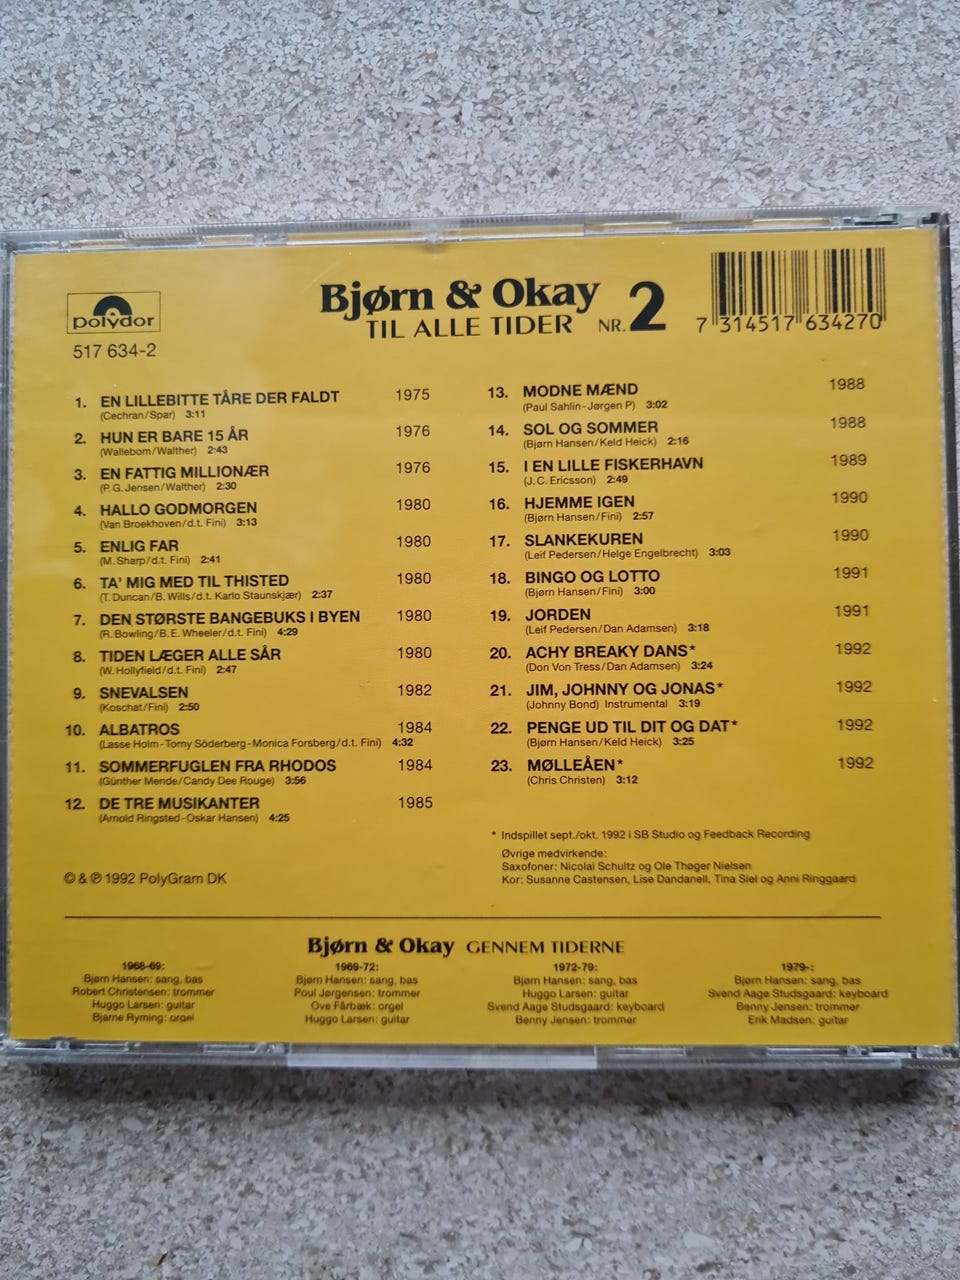 polydor
517 634-2
Bjørn & Okay
TIL ALLE TIDER NR. 2
7 314517 634270
1. EN LILLEBITTE TÅRE DER FALDT 1975
(Cechran/Spar) 3:11
2. HUN ER BARE 15 ÅR 1976
(Wallebom/Walther) 2:43
3. EN FATTIG MILLIONÆR 1976
(P.G. Jensen/Walther) 2:30
4. HALLO GODMORGEN 1980
(Van Broekhoven/d.t. Fini) 3:13
5. ENLIG FAR 1980
(M. Sharp/d.t. Fini) 2:41
6. TA' MIG MED TIL THISTED 1980
(T. Duncan/B. Wills/d.t. Karlo Staunskjær) 2:37
7. DEN STØRSTE BANGEBUKS I BYEN 1980
(R. Bowling/B.E. Wheeler/d.t. Fini) 4:29
8. TIDEN LÆGER ALLE SÅR 1980
(W. Hollyfield/d.t. Fini) 2:47
9. SNEVALSEN 1982
(Koschat/Fini) 2:50
10. ALBATROS 1984
(Lasse Holm-Torny Söderberg-Monica Forsberg/d.t. Fini) 4:32
11. SOMMERFUGLEN FRA RHODOS 1984
(Günther Mende/Candy Dee Rouge) 3:56
12. DE TRE MUSIKANTER 1985
(Arnold Ringsted-Oskar Hansen) 4:25
13. MODNE MÆND 1988
(Paul Sahlin-Jørgen P) 3:02
14. SOL OG SOMMER 1988
(Bjørn Hansen/Keld Heick) 2:16
15. I EN LILLE FISKERHAVN 1989
(J.C. Ericsson) 2:49
16. HJEMME IGEN 1990
(Bjørn Hansen/Fini) 2:57
17. SLANKEKUREN 1990
(Leif Pedersen/Helge Engelbrecht) 3:03
18. BINGO OG LOTTO 1991
(Bjørn Hansen/Fini) 3:00
19. JORDEN 1991
(Leif Pedersen/Dan Adamsen) 3:18
20. ACHY BREAKY DANS* 1992
(Don Von Tress/Dan Adamsen) 3:24
21. JIM, JOHNNY OG JONAS* 1992
(Johnny Bond) Instrumental 3:19
22. PENGE UD TIL DIT OG DAT* 1992
(Bjørn Hansen/Keld Heick) 3:25
23. MØLLEÅEN* 1992
(Chris Christen) 3:12
* Indspillet sept./okt. 1992 i SB Studio og Feedback Recording
Øvrige medvirkende:
Saxofoner: Nicolai Schultz og Ole Thøger Nielsen
Kor: Susanne Castensen, Lise Dandanell, Tina Siel og Anni Ringgaard
© & ℗ 1992 PolyGram DK
Bjørn & Okay GENNEM TIDERNE
1968-69:
Bjørn Hansen: sang, bas
Robert Christensen: trommer
Huggo Larsen: guitar
Bjarne Ryming: orgel
1969-72:
Bjørn Hansen: sang, bas
Poul Jørgensen: trommer
Ove Fårbæk: orgel
Huggo Larsen: guitar
1972-79:
Bjørn Hansen: sang, bas
Huggo Larsen: guitar
Svend Aage Studsgaard: keyboard
Benny Jensen: trommer
1979-:
Bjørn Hansen: sang, bas
Svend Aage Studsgaard: keyboard
Benny Jensen: trommer
Erik Madsen: guitar